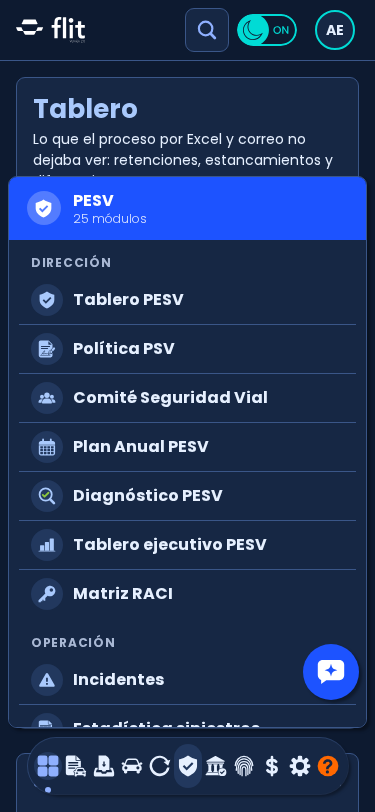 flit
ON
AE
Tablero
Lo que el proceso por Excel y correo no
dejaba ver: retenciones, estancamientos y
PESV
25 módulos
DIRECCIÓN
Tablero PESV
Política PSV
Comité Seguridad Vial
Plan Anual PESV
Diagnóstico PESV
Tablero ejecutivo PESV
Matriz RACI
OPERACIÓN
Incidentes
Estadística siniestros